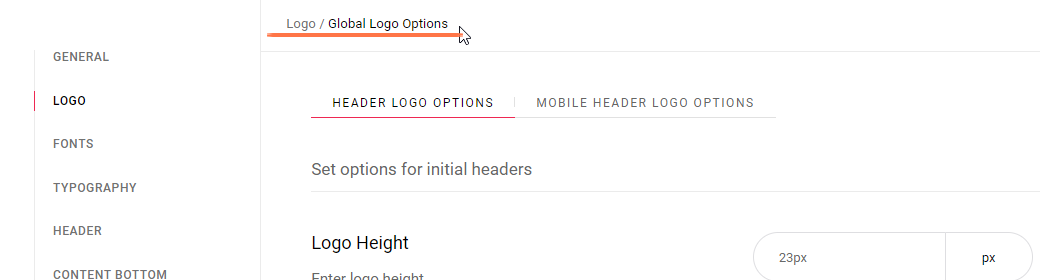 Logo / Global Logo Options
GENERAL
LOGO
FONTS
TYPOGRAPHY
HEADER
CONTENT BOTTOM
HEADER LOGO OPTIONS
MOBILE HEADER LOGO OPTIONS
Set options for initial headers
Logo Height
23px
px
Enter logo height